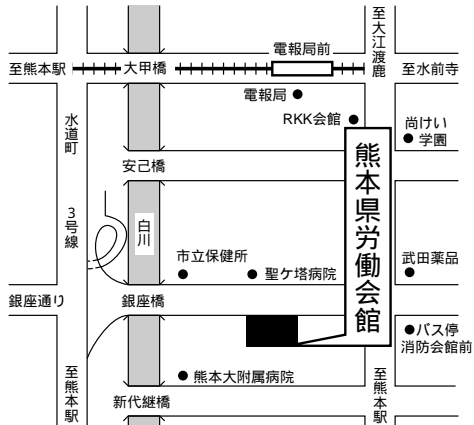 至大江渡鹿
電報局前
至熊本駅
大甲橋
至水前寺
電報局
RKK会館
水道町
尚けい
学園
安己橋
熊本県労働会館
3号線
白川
市立保健所
聖ケ塔病院
武田薬品
銀座通り
銀座橋
バス停
消防会館前
至熊本駅
熊本大附属病院
至熊本駅
新代継橋